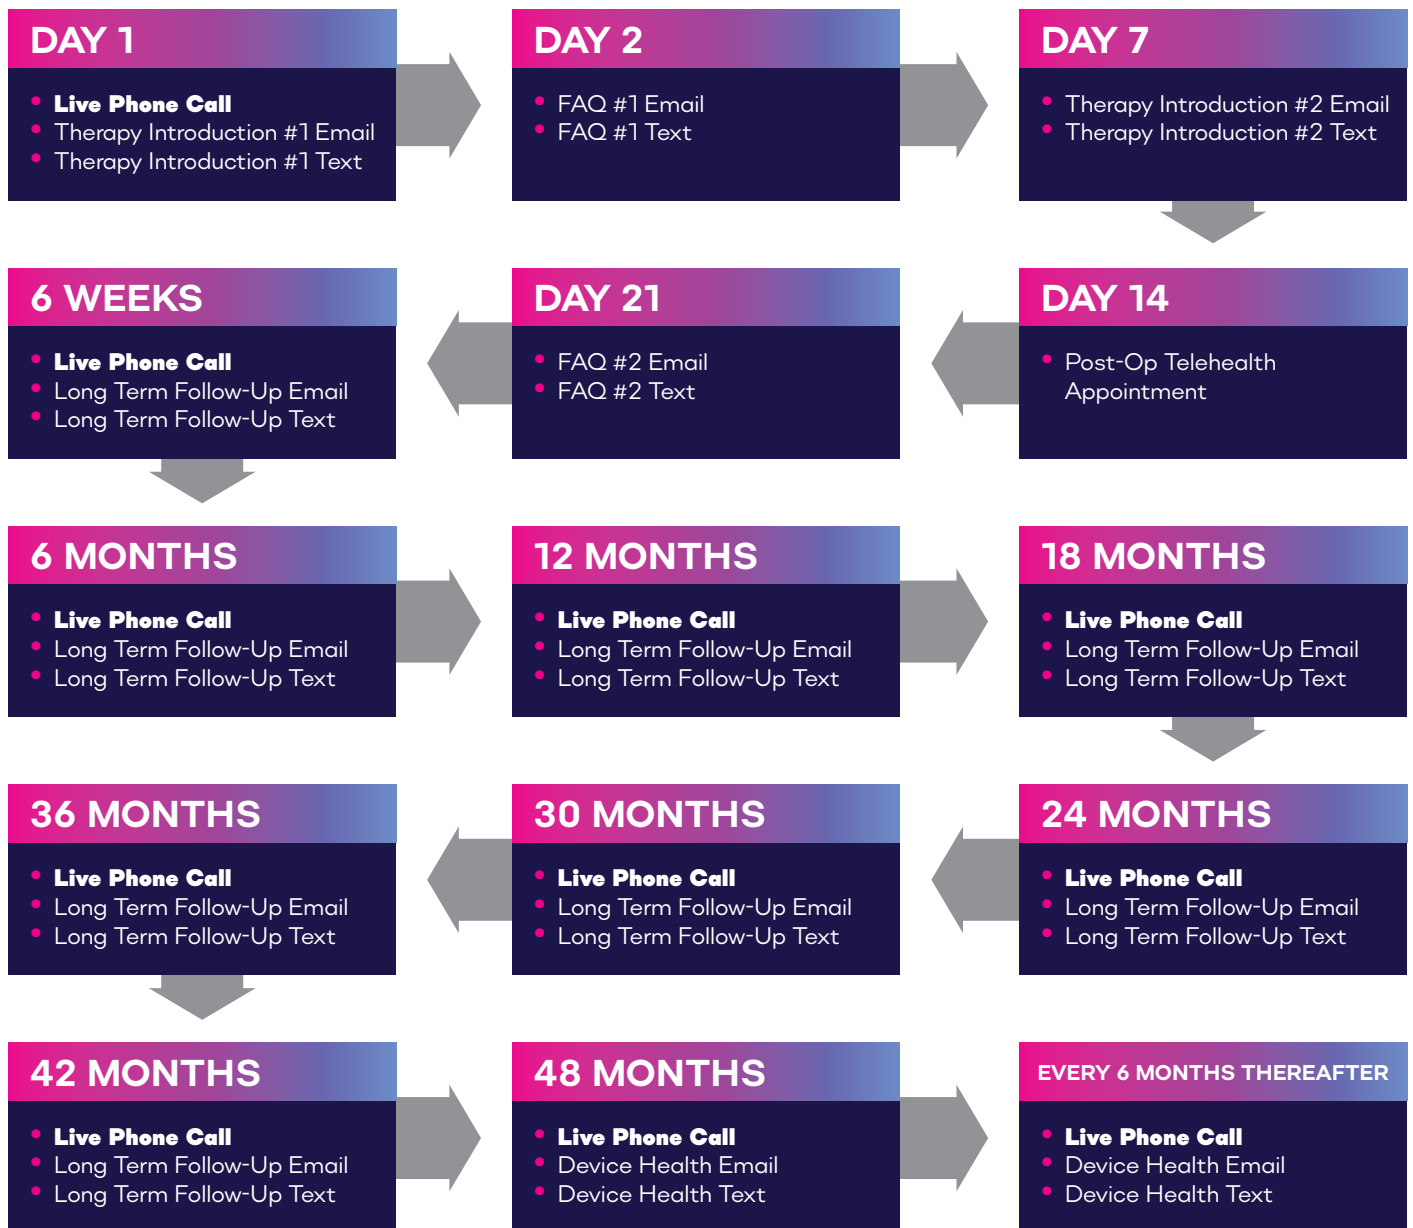 DAY 1
• Live Phone Call
• Therapy Introduction #1 Email
• Therapy Introduction #1 Text
DAY 2
• FAQ #1 Email
• FAQ #1 Text
DAY 7
• Therapy Introduction #2 Email
• Therapy Introduction #2 Text
DAY 14
• Post-Op Telehealth
Appointment
DAY 21
• FAQ #2 Email
• FAQ #2 Text
6 WEEKS
• Live Phone Call
• Long Term Follow-Up Email
• Long Term Follow-Up Text
6 MONTHS
• Live Phone Call
• Long Term Follow-Up Email
• Long Term Follow-Up Text
12 MONTHS
• Live Phone Call
• Long Term Follow-Up Email
• Long Term Follow-Up Text
18 MONTHS
• Live Phone Call
• Long Term Follow-Up Email
• Long Term Follow-Up Text
24 MONTHS
• Live Phone Call
• Long Term Follow-Up Email
• Long Term Follow-Up Text
30 MONTHS
• Live Phone Call
• Long Term Follow-Up Email
• Long Term Follow-Up Text
36 MONTHS
• Live Phone Call
• Long Term Follow-Up Email
• Long Term Follow-Up Text
42 MONTHS
• Live Phone Call
• Long Term Follow-Up Email
• Long Term Follow-Up Text
48 MONTHS
• Live Phone Call
• Device Health Email
• Device Health Text
EVERY 6 MONTHS THEREAFTER
• Live Phone Call
• Device Health Email
• Device Health Text